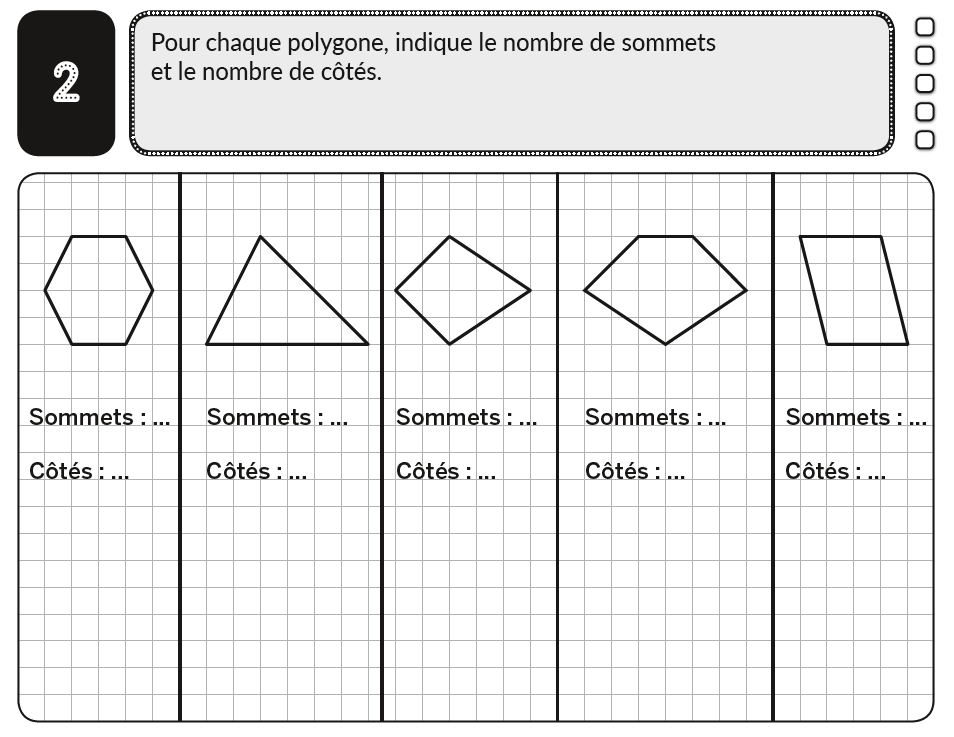 2
Pour chaque polygone, indique le nombre de sommets
et le nombre de côtés.
Sommets : ...
Côtés : ...
Sommets : ...
Côtés : ...
Sommets : ...
Côtés : ...
Sommets : ...
Côtés : ...
Sommets : ...
Côtés : ...